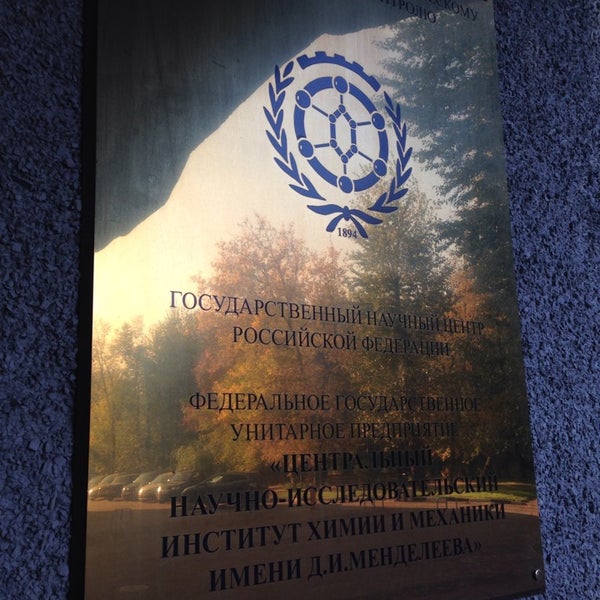 1894
ГОСУДАРСТВЕННЫЙ НАУЧНЫЙ ЦЕНТР
РОССИЙСКОЙ ФЕДЕРАЦИИ
ФЕДЕРАЛЬНОЕ ГОСУДАРСТВЕННОЕ
УНИТАРНОЕ ПРЕДПРИЯТИЕ
«ЦЕНТРАЛЬНЫЙ
НАУЧНО-ИССЛЕДОВАТЕЛЬСКИЙ
ИНСТИТУТ ХИМИИ И МЕХАНИКИ
ИМЕНИ Д.И.МЕНДЕЛЕЕВА»